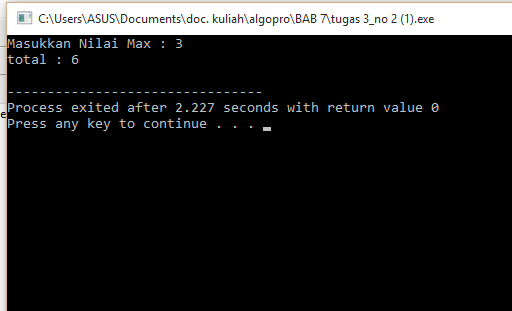 C:\Users\ASUS\Documents\doc. kuliah\algopro\BAB 7\tugas 3_no 2 (1).exe
Masukkan Nilai Max : 3
total : 6
--------------------------------
Process exited after 2.227 seconds with return value 0
Press any key to continue . . .
e